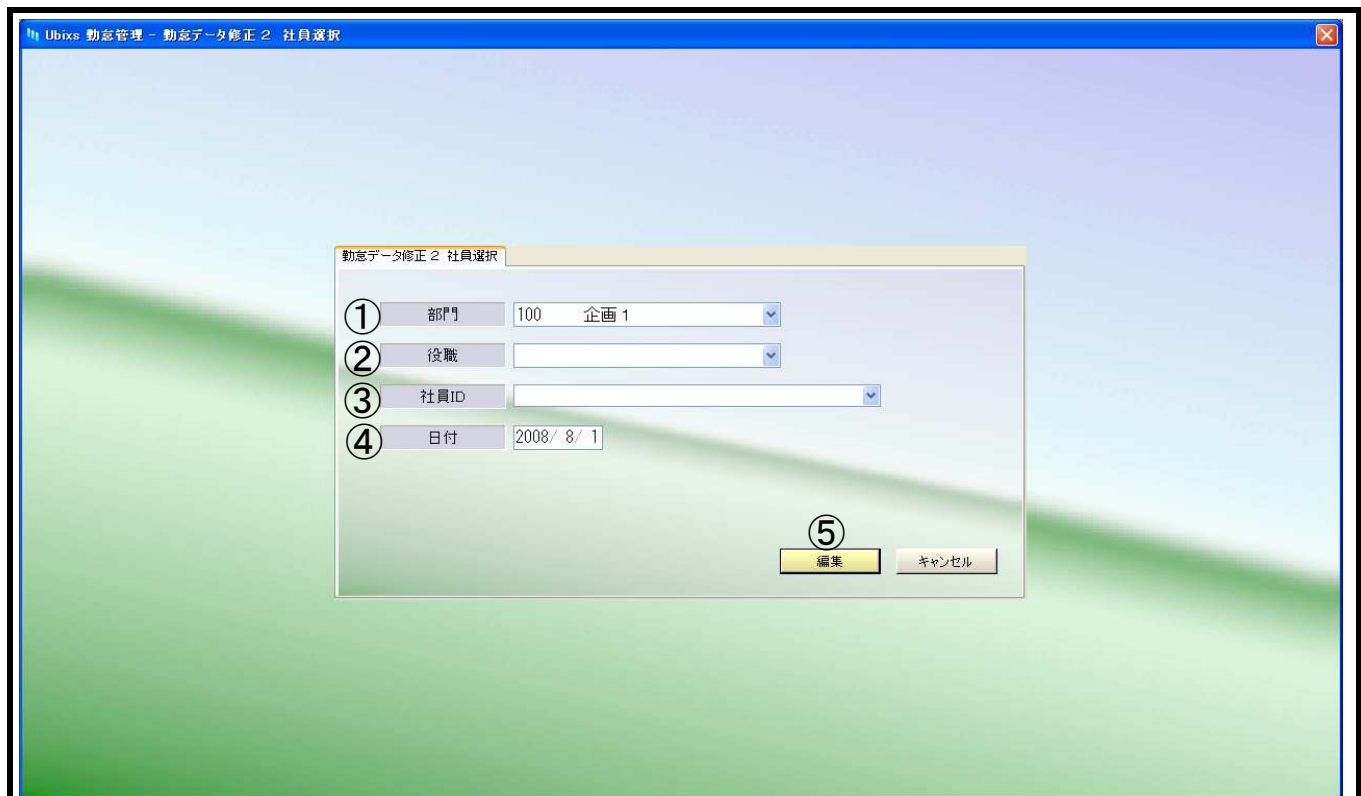 Ubixs 勤怠管理 - 勤怠データ修正２ 社員選択
勤怠データ修正２ 社員選択
① 部門 100 企画１
② 役職
③ 社員ID
④ 日付 2008/ 8/ 1
⑤
編集 キャンセル